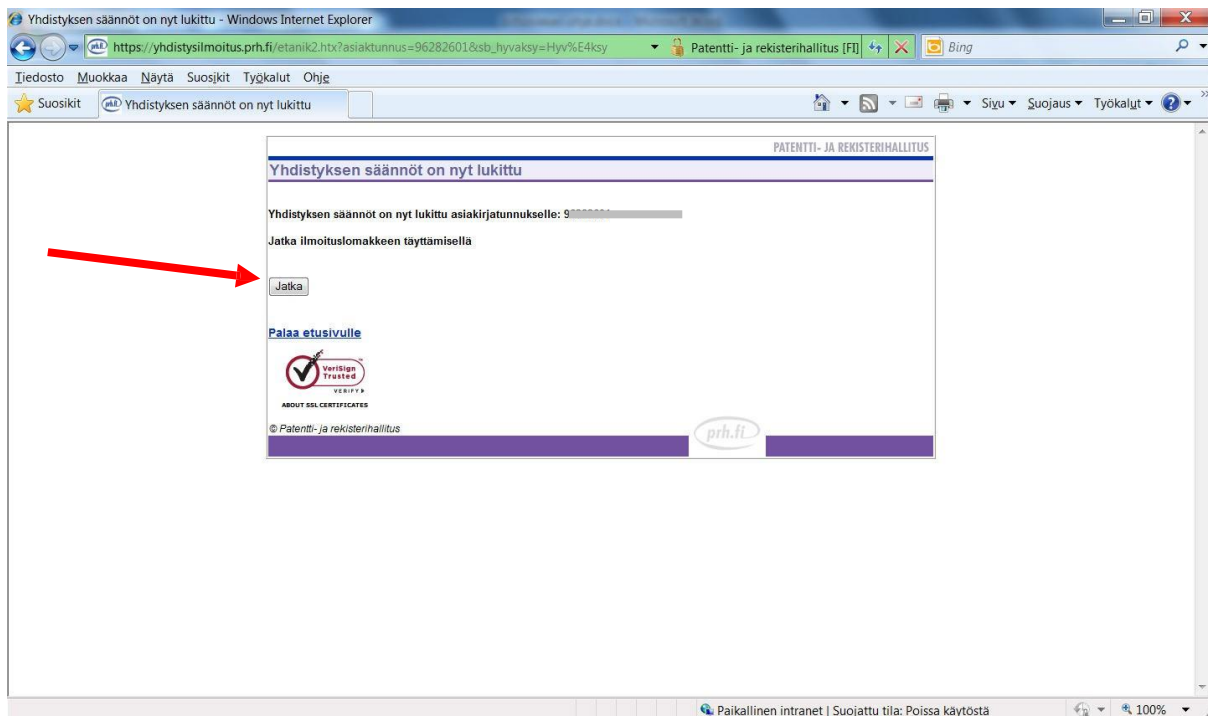 Yhdistyksen säännöt on nyt lukittu - Windows Internet Explorer
https://yhdistysilmoitus.prh.fi/etanik2.htx?asiaktunnus=96282601&sb_hyvaksy=Hyv%E4ksy Patentti- ja rekisterihallitus [FI] Bing
Tiedosto Muokkaa Näytä Suosikit Työkalut Ohje
Suosikit Yhdistyksen säännöt on nyt lukittu Sivu Suojaus Työkalut
PATENTTI- JA REKISTERIHALLITUS
Yhdistyksen säännöt on nyt lukittu
Yhdistyksen säännöt on nyt lukittu asiakirjatunnukselle: 9
Jatka ilmoituslomakkeen täyttämisellä
Jatka
Palaa etusivulle
VeriSign
Trusted
VERIFY
ABOUT SSL CERTIFICATES
© Patentti- ja rekisterihallitus
prh.fi
Paikallinen intranet | Suojattu tila: Poissa käytöstä 100%